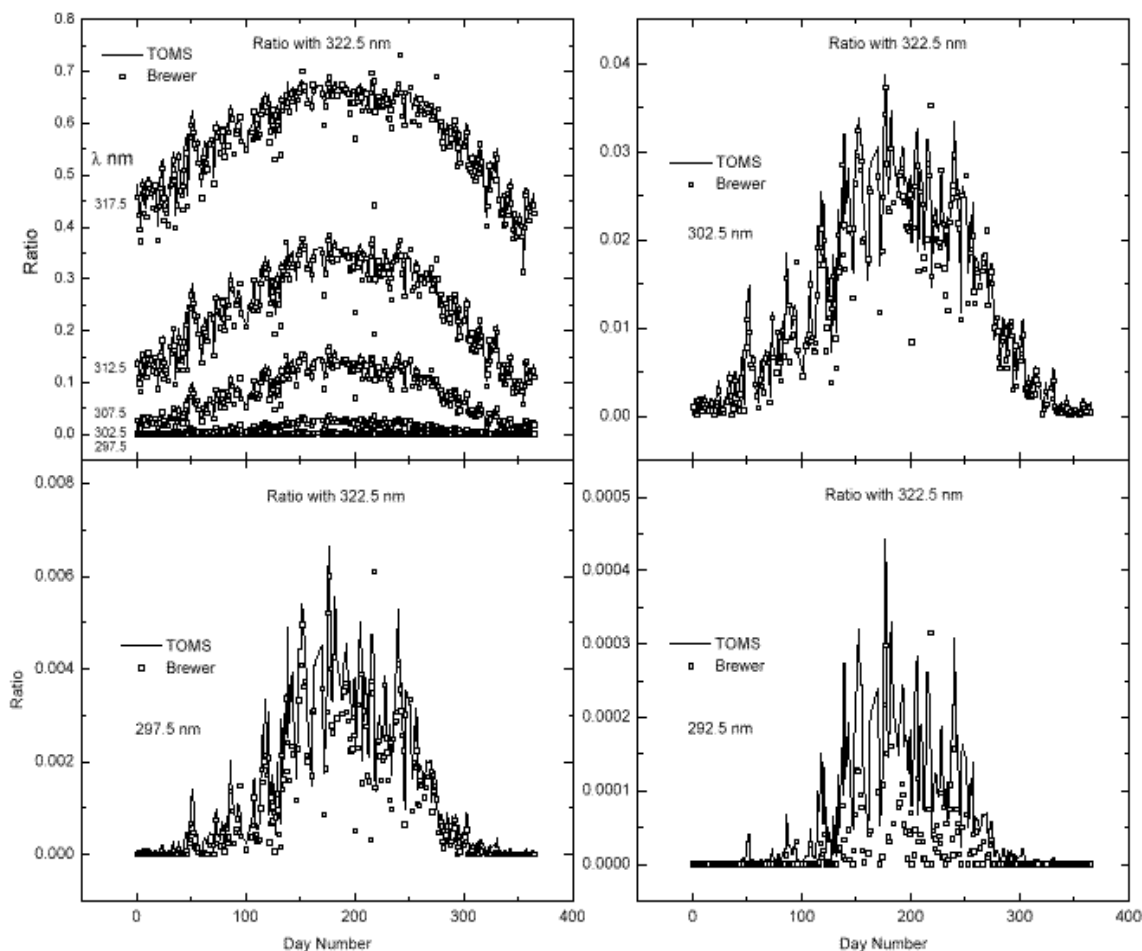 0.8
0.7
0.6
0.5
0.4
0.3
0.2
0.1
0.0
Ratio
Ratio with 322.5 nm
TOMS
Brewer
λ nm
317.5
312.5
307.5
302.5
297.5
0.04
0.03
0.02
0.01
0.00
Ratio with 322.5 nm
TOMS
Brewer
302.5 nm
0.008
0.006
0.004
0.002
0.000
Ratio
Ratio with 322.5 nm
TOMS
Brewer
297.5 nm
0 100 200 300 400
Day Number
0.0005
0.0004
0.0003
0.0002
0.0001
0.0000
Ratio with 322.5 nm
TOMS
Brewer
292.5 nm
0 100 200 300 400
Day Number